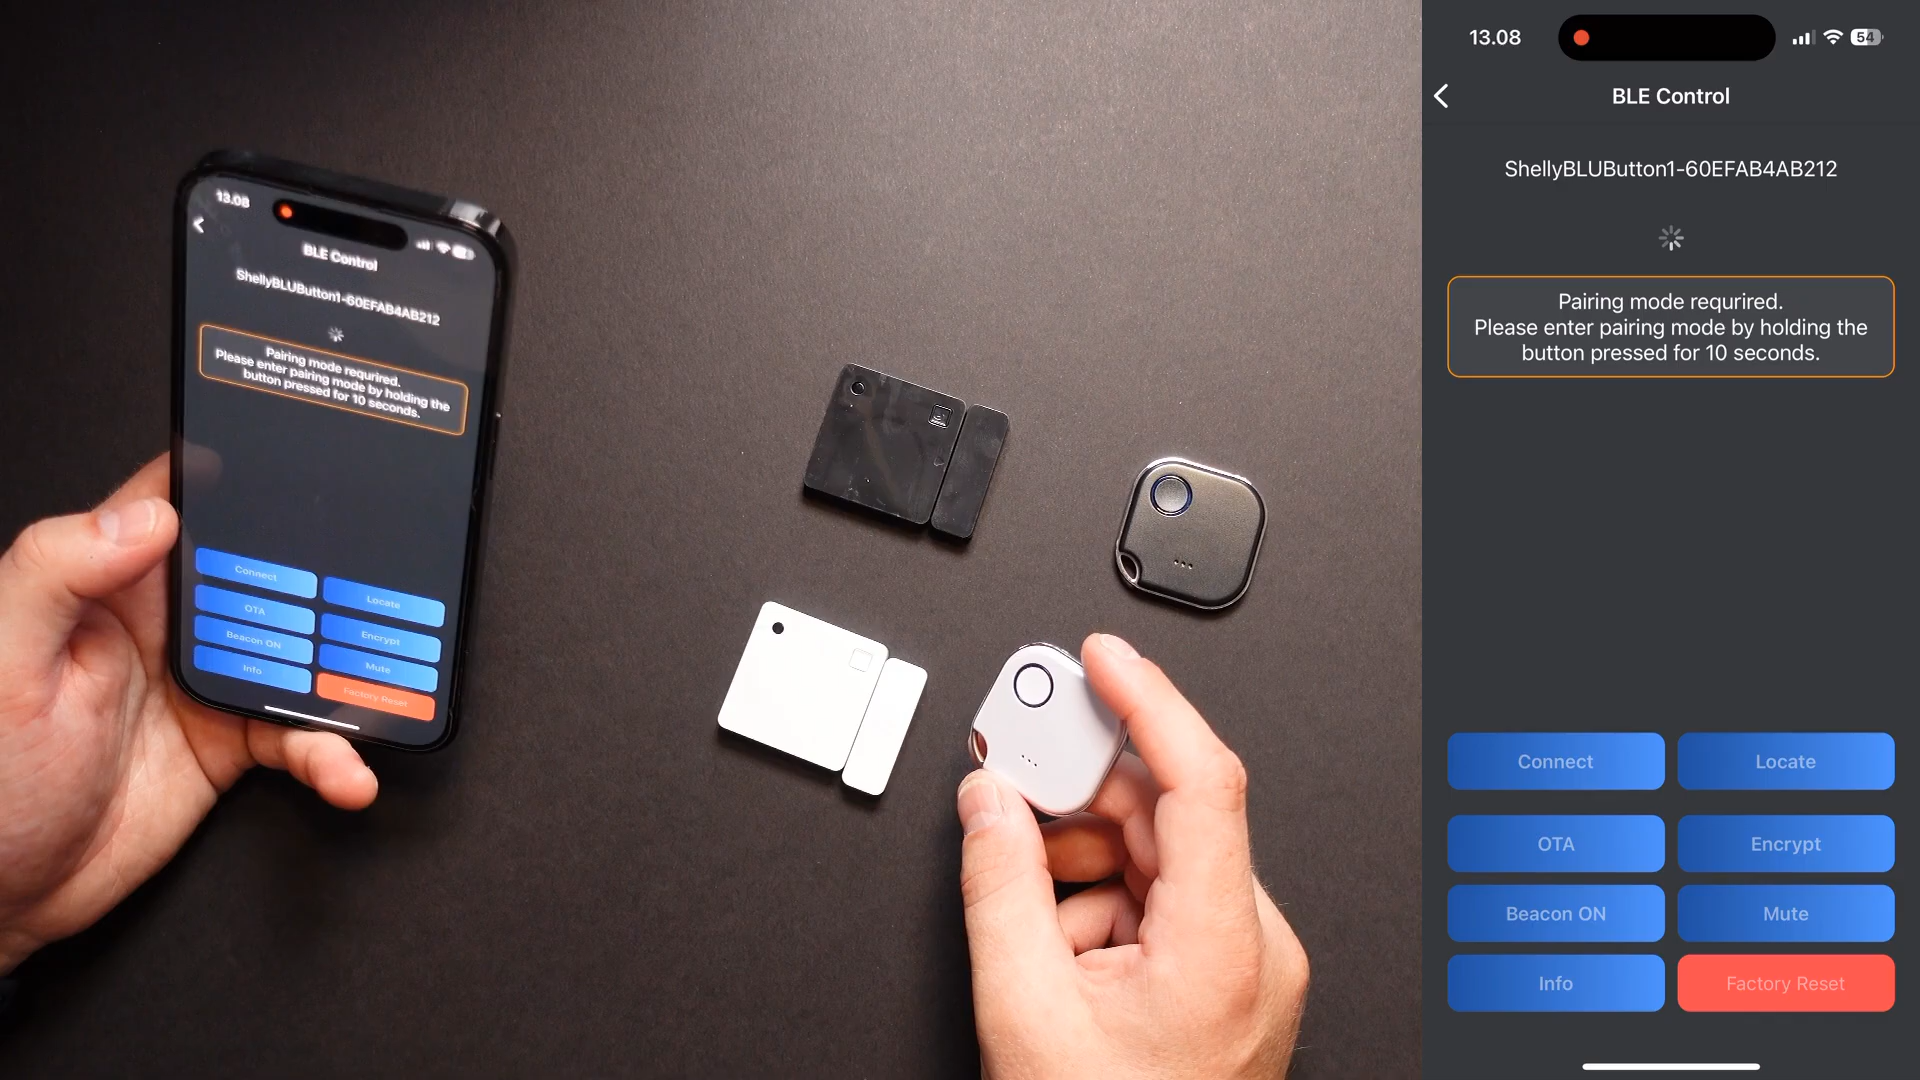 13.08
BLE Control
ShellyBLUButton1-60EFAB4AB212
Pairing mode requrired.
Please enter pairing mode by holding the
button pressed for 10 seconds.
Connect
Locate
OTA
Encrypt
Beacon ON
Mute
Info
Factory Reset
13.08
54
BLE Control
ShellyBLUButton1-60EFAB4AB212
Pairing mode requrired.
Please enter pairing mode by holding the
button pressed for 10 seconds.
Connect
Locate
OTA
Encrypt
Beacon ON
Mute
Info
Factory Reset